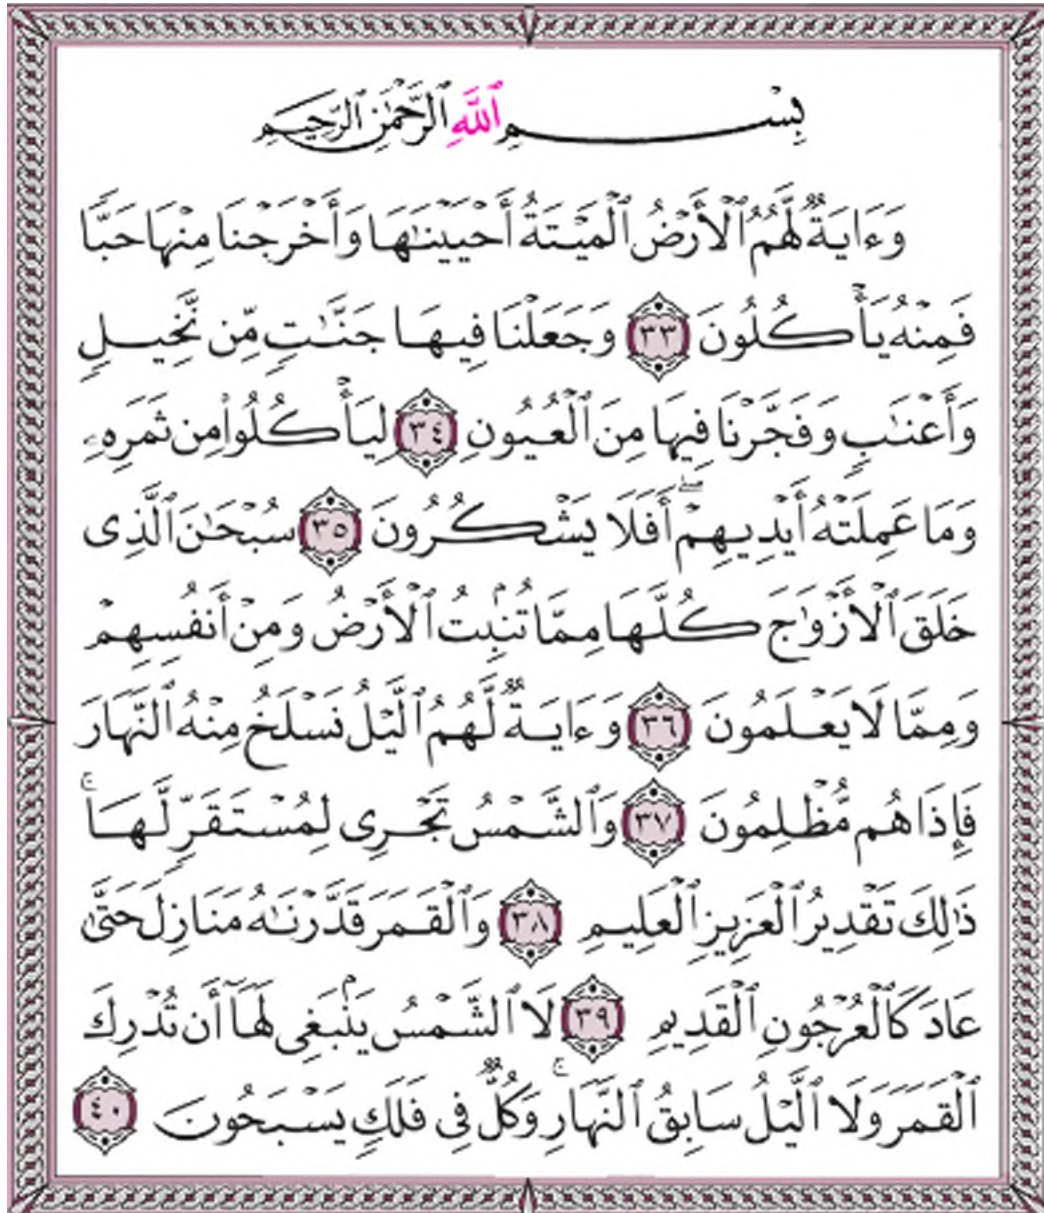 بِسْمِ ٱللَّهِ ٱلرَّحْمَٰنِ ٱلرَّحِيمِ
وَءَايَةٌ لَّهُمُ ٱلْأَرْضُ ٱلْمَيْتَةُ أَحْيَيْنَٰهَا وَأَخْرَجْنَا مِنْهَا حَبًّا
فَمِنْهُ يَأْكُلُونَ ٣٣ وَجَعَلْنَا فِيهَا جَنَّٰتٍ مِّن نَّخِيلٍ
وَأَعْنَٰبٍ وَفَجَّرْنَا فِيهَا مِنَ ٱلْعُيُونِ ٣٤ لِيَأْكُلُوا۟ مِن ثَمَرِهِۦ
وَمَا عَمِلَتْهُ أَيْدِيهِمْ ۖ أَفَلَا يَشْكُرُونَ ٣٥ سُبْحَٰنَ ٱلَّذِى
خَلَقَ ٱلْأَزْوَٰجَ كُلَّهَا مِمَّا تُنۢبِتُ ٱلْأَرْضُ وَمِنْ أَنفُسِهِمْ
وَمِمَّا لَا يَعْلَمُونَ ٣٦ وَءَايَةٌ لَّهُمُ ٱلَّيْلُ نَسْلَخُ مِنْهُ ٱلنَّهَارَ
فَإِذَا هُم مُّظْلِمُونَ ٣٧ وَٱلشَّمْسُ تَجْرِى لِمُسْتَقَرٍّ لَّهَا ۚ
ذَٰلِكَ تَقْدِيرُ ٱلْعَزِيزِ ٱلْعَلِيمِ ٣٨ وَٱلْقَمَرَ قَدَّرْنَٰهُ مَنَازِلَ حَتَّىٰ
عَادَ كَٱلْعُرْجُونِ ٱلْقَدِيمِ ٣٩ لَا ٱلشَّمْسُ يَنۢبَغِى لَهَآ أَن تُدْرِكَ
ٱلْقَمَرَ وَلَا ٱلَّيْلُ سَابِقُ ٱلنَّهَارِ ۚ وَكُلٌّ فِى فَلَكٍ يَسْبَحُونَ ٤٠